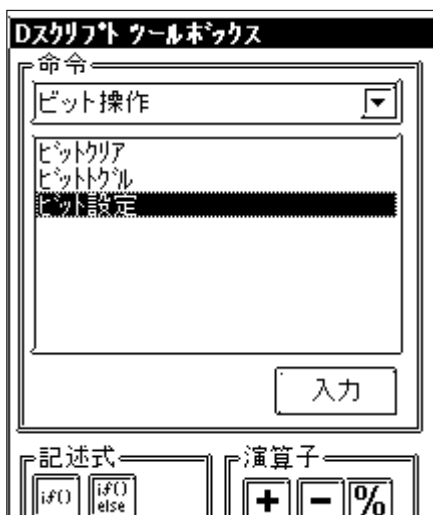 Dｽｸﾘﾌﾟﾄ ﾂｰﾙﾎﾞｯｸｽ
命令
ビット操作
ﾋﾞｯﾄｸﾘｱ
ﾋﾞｯﾄﾄｸﾞﾙ
ﾋﾞｯﾄ設定
入力
記述式 演算子
if() if() else + - %